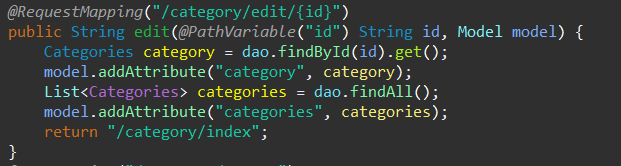 @RequestMapping("/category/edit/{id}")
public String edit(@PathVariable("id") String id, Model model) {
    Categories category = dao.findById(id).get();
    model.addAttribute("category", category);
    List<Categories> categories = dao.findAll();
    model.addAttribute("categories", categories);
    return "/category/index";
}